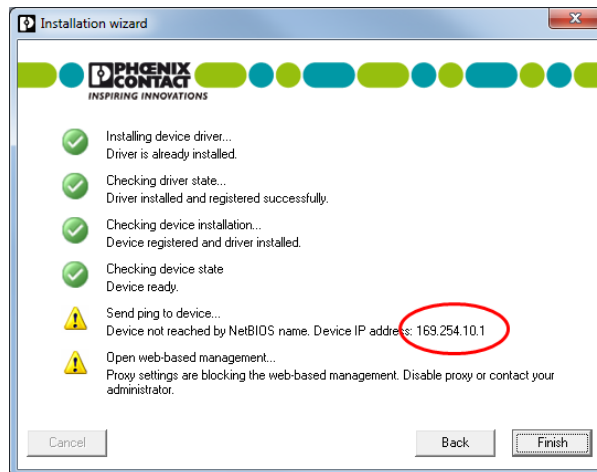 Installation wizard
PHŒNIX
CONTACT
INSPIRING INNOVATIONS
Installing device driver...
Driver is already installed.
Checking driver state...
Driver installed and registered successfully.
Checking device installation...
Device registered and driver installed.
Checking device state
Device ready.
Send ping to device...
Device not reached by NetBIOS name. Device IP address: 169.254.10.1
Open web-based management...
Proxy settings are blocking the web-based management. Disable proxy or contact your
administrator.
Cancel
Back
Finish